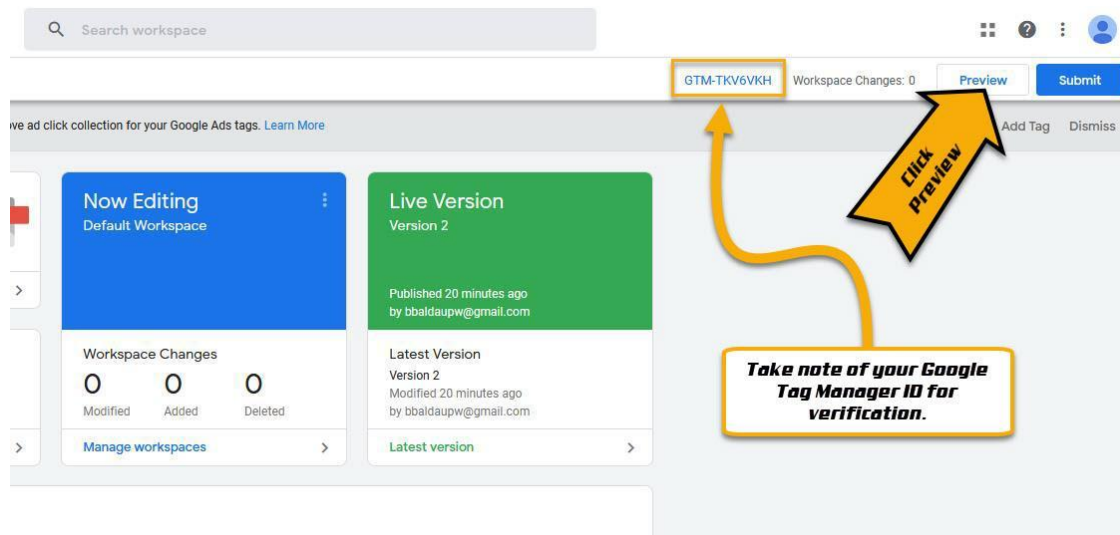 Search workspace
GTM-TKV6VKH Workspace Changes: 0 Preview Submit
ove ad click collection for your Google Ads tags. Learn More Add Tag Dismiss
Click
Preview
Now Editing
Default Workspace
Live Version
Version 2
Published 20 minutes ago
by bbaldaupw@gmail.com
Workspace Changes
0 0 0
Modified Added Deleted
Manage workspaces
Latest Version
Version 2
Modified 20 minutes ago
by bbaldaupw@gmail.com
Latest version
Take note of your Google
Tag Manager ID for
verification.